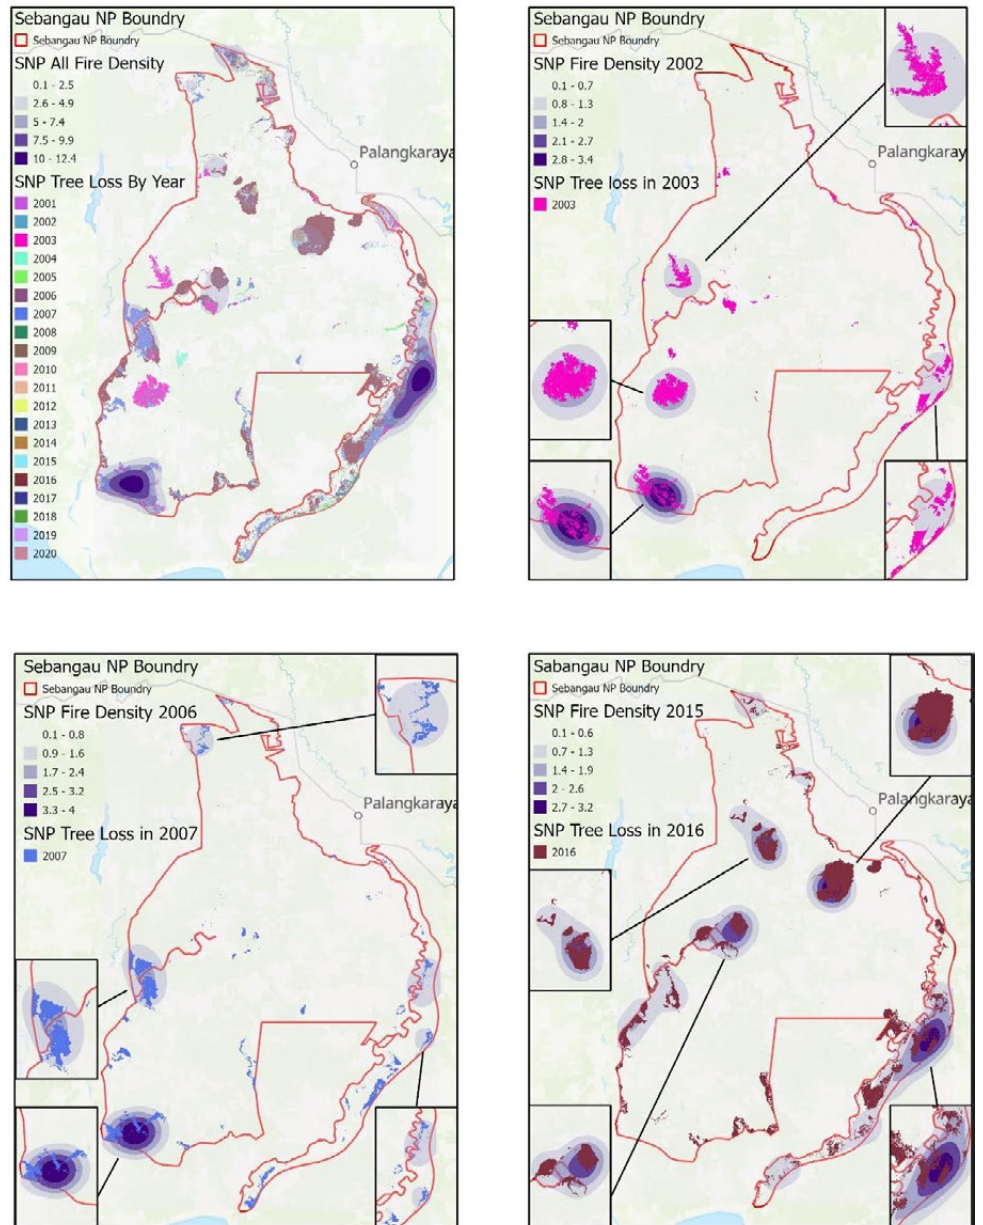 Sebangau NP Boundry
Sebangau NP Boundry
SNP All Fire Density
0.1 - 2.5
2.6 - 4.9
5 - 7.4
7.5 - 9.9
10 - 12.4
SNP Tree Loss By Year
2001
2002
2003
2004
2005
2006
2007
2008
2009
2010
2011
2012
2013
2014
2015
2016
2017
2018
2019
2020
Palangkaraya
Sebangau NP Boundry
Sebangau NP Boundry
SNP Fire Density 2002
0.1 - 0.7
0.8 - 1.3
1.4 - 2
2.1 - 2.7
2.8 - 3.4
SNP Tree loss in 2003
2003
Palangkaray
Sebangau NP Boundry
Sebangau NP Boundry
SNP Fire Density 2006
0.1 - 0.8
0.9 - 1.6
1.7 - 2.4
2.5 - 3.2
3.3 - 4
SNP Tree Loss in 2007
2007
Palangkaraya
Sabangau NP Boundry
Sebangau NP Boundry
SNP Fire Density 2015
0.1 - 0.6
0.7 - 1.3
1.4 - 1.9
2 - 2.6
2.7 - 3.2
SNP Tree Loss in 2016
2016
Palangkaraya